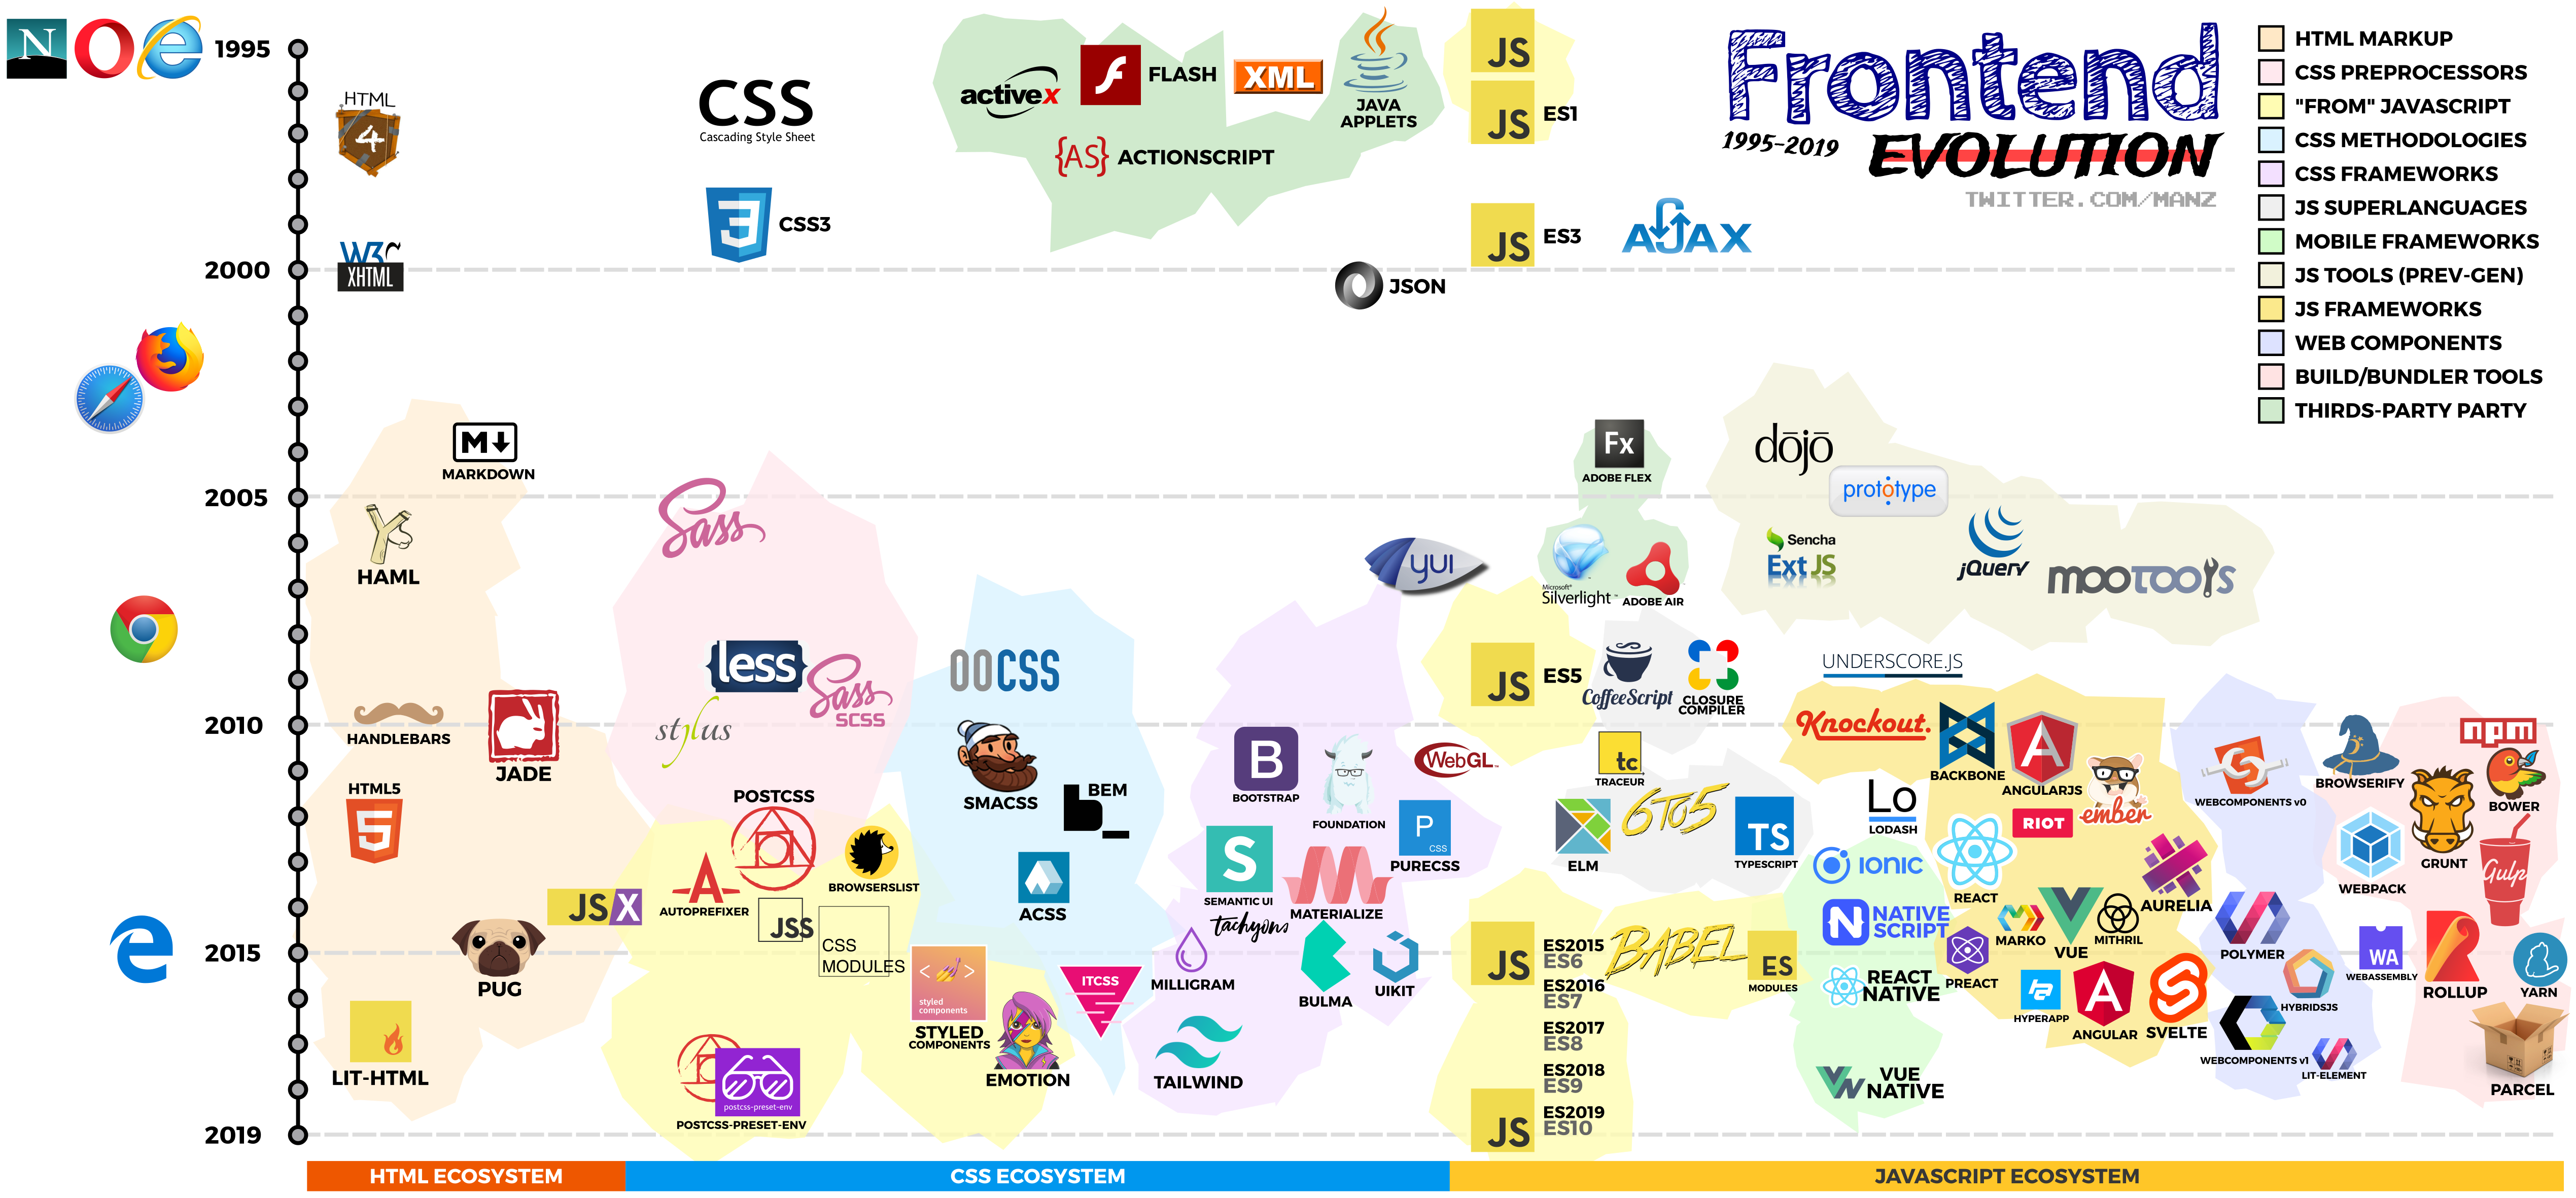 N
1995
HTML
4
CSS
Cascading Style Sheet
activex
FLASH
XML
JAVA
APPLETS
{AS} ACTIONSCRIPT
JS
JS ES1
Frontend
1995-2019
EVOLUTION
TWITTER.COM/MANZ
HTML MARKUP
CSS PREPROCESSORS
"FROM" JAVASCRIPT
CSS METHODOLOGIES
CSS FRAMEWORKS
JS SUPERLANGUAGES
MOBILE FRAMEWORKS
JS TOOLS (PREV-GEN)
JS FRAMEWORKS
WEB COMPONENTS
BUILD/BUNDLER TOOLS
THIRDS-PARTY PARTY
3 CSS3
JS ES3
AJAX
W3C
XHTML
2000
JSON
M
MARKDOWN
Fx
ADOBE FLEX
dōjō
prototype
2005
HAML
Sass
YUI
Microsoft®
Silverlight™
ADOBE AIR
Sencha
Ext JS
jQuery
mootools
{less}
Sass
SCSS
stylus
OOCSS
JS ES5
CoffeeScript
CLOSURE
COMPILER
UNDERSCORE.JS
2010
HANDLEBARS
JADE
SMACSS
BEM
B
BOOTSTRAP
FOUNDATION
WebGL™
tc
TRACEUR
Knockout.
BACKBONE
A
ANGULARJS
ember
WEBCOMPONENTS v0
BROWSERIFY
npm
BOWER
HTML5
5
POSTCSS
AUTOPREFIXER
BROWSERSLIST
ACSS
S
SEMANTIC UI
MATERIALIZE
P
CSS
PURECSS
ELM
6TO5
TS
TYPESCRIPT
Lo
LODASH
IONIC
REACT
RIOT
AURELIA
WEBPACK
GRUNT
Gulp
JSX
JSS
CSS
MODULES
tachyons
2015
PUG
< >
styled
components
STYLED
COMPONENTS
EMOTION
ITCSS
MILLIGRAM
BULMA
UIKIT
JS
ES2015
ES6
ES2016
ES7
ES2017
ES8
ES2018
ES9
BABEL
ES
MODULES
N NATIVE
SCRIPT
REACT
NATIVE
PREACT
MARKO
VUE
MITHRIL
HYPERAPP
A
ANGULAR
SVELTE
POLYMER
HYBRIDSJS
WEBCOMPONENTS v1
LIT-ELEMENT
WA
WEBASSEMBLY
ROLLUP
YARN
PARCEL
LIT-HTML
postcss-preset-env
POSTCSS-PRESET-ENV
TAILWIND
VUE
NATIVE
2019
JS
ES2019
ES10
HTML ECOSYSTEM
CSS ECOSYSTEM
JAVASCRIPT ECOSYSTEM